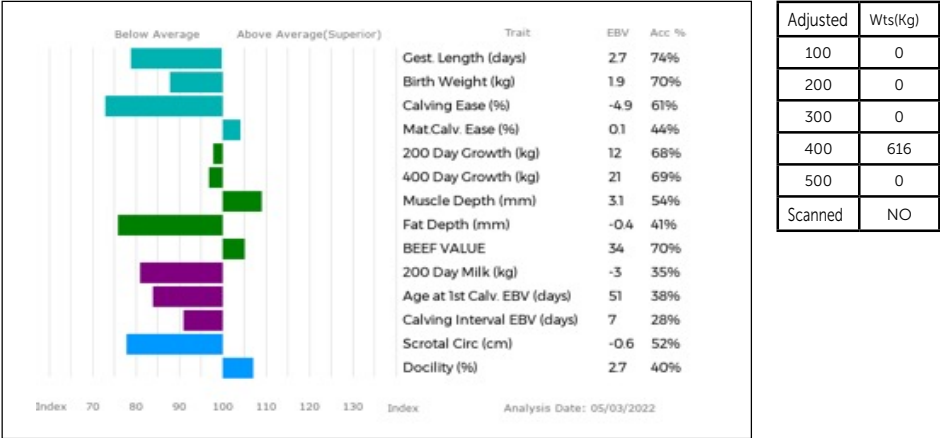 Below Average Above Average(Superior) Trait EBV Acc %
Gest. Length (days) 2.7 74%
Birth Weight (kg) 1.9 70%
Calving Ease (%) -4.9 61%
Mat.Calv. Ease (%) 0.1 44%
200 Day Growth (kg) 12 68%
400 Day Growth (kg) 21 69%
Muscle Depth (mm) 3.1 54%
Fat Depth (mm) -0.4 41%
BEEF VALUE 34 70%
200 Day Milk (kg) -3 35%
Age at 1st Calv. EBV (days) 51 38%
Calving Interval EBV (days) 7 28%
Scrotal Circ (cm) -0.6 52%
Docility (%) 2.7 40%
Index 70 80 90 100 110 120 130 Index Analysis Date: 05/03/2022
Adjusted Wts(Kg)
100 0
200 0
300 0
400 616
500 0
Scanned NO